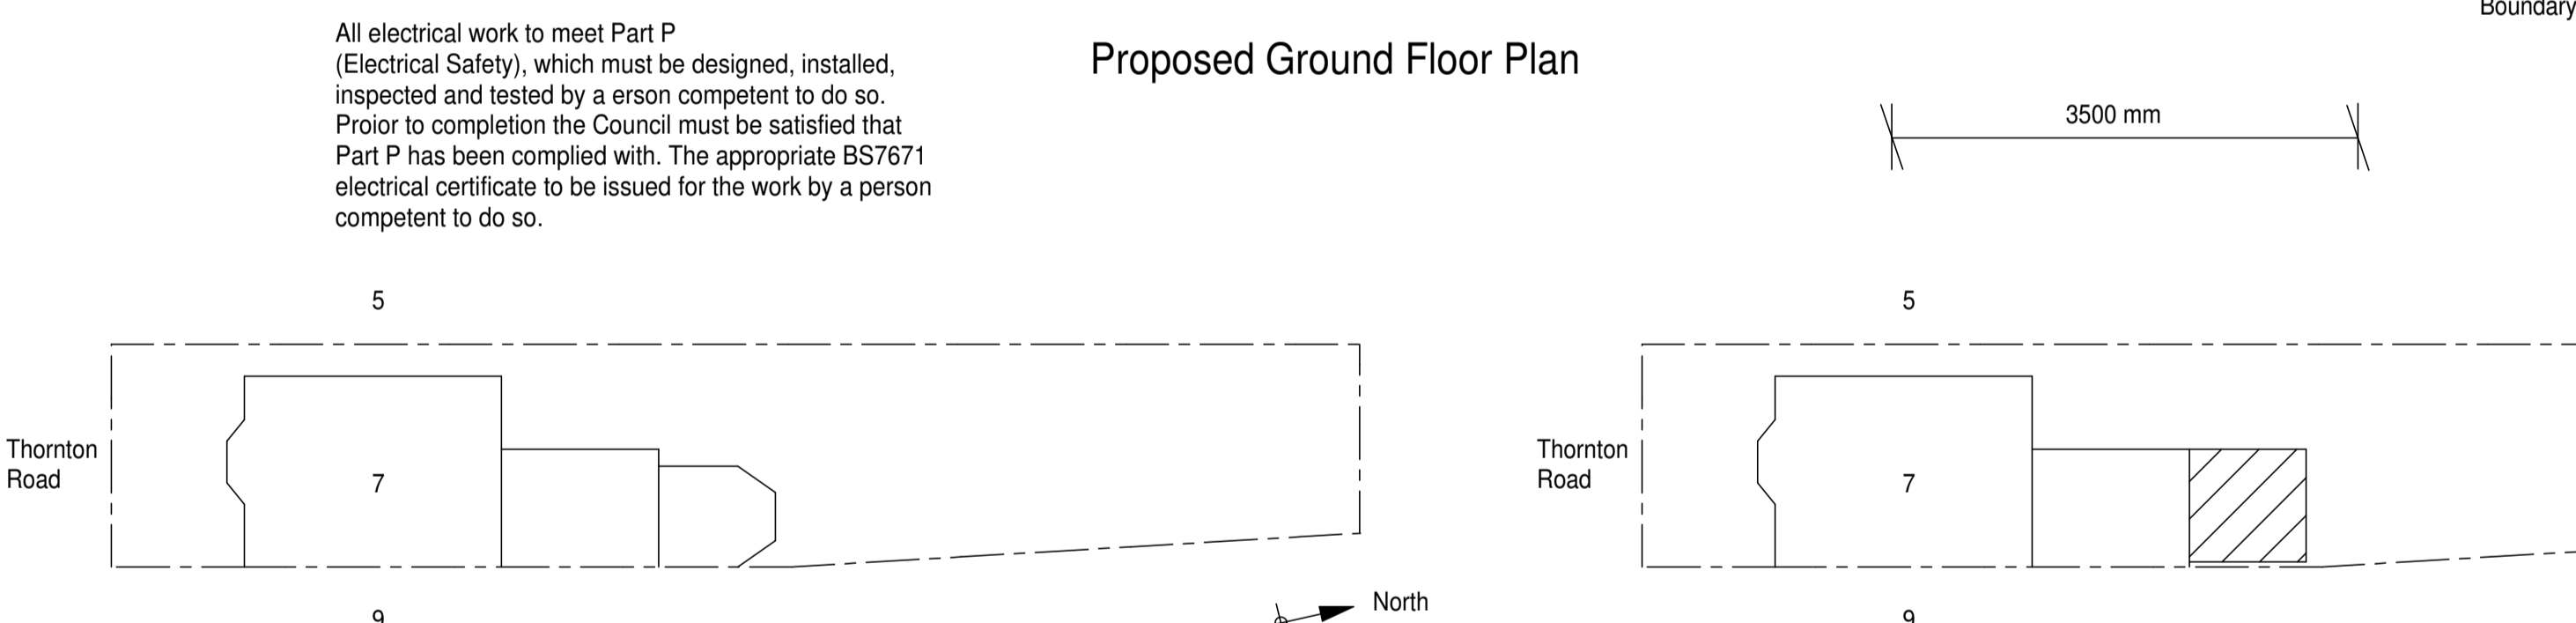 Boundary
All electrical work to meet Part P
(Electrical Safety), which must be designed, installed,
inspected and tested by a erson competent to do so.
Proior to completion the Council must be satisfied that
Part P has been complied with. The appropriate BS7671
electrical certificate to be issued for the work by a person
competent to do so.
Proposed Ground Floor Plan
3500 mm
5
Thornton
Road
7
9
North
5
Thornton
Road
7
9